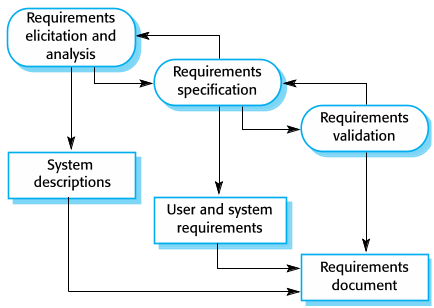 Requirements
elicitation and
analysis
Requirements
specification
Requirements
validation
System
descriptions
User and system
requirements
Requirements
document